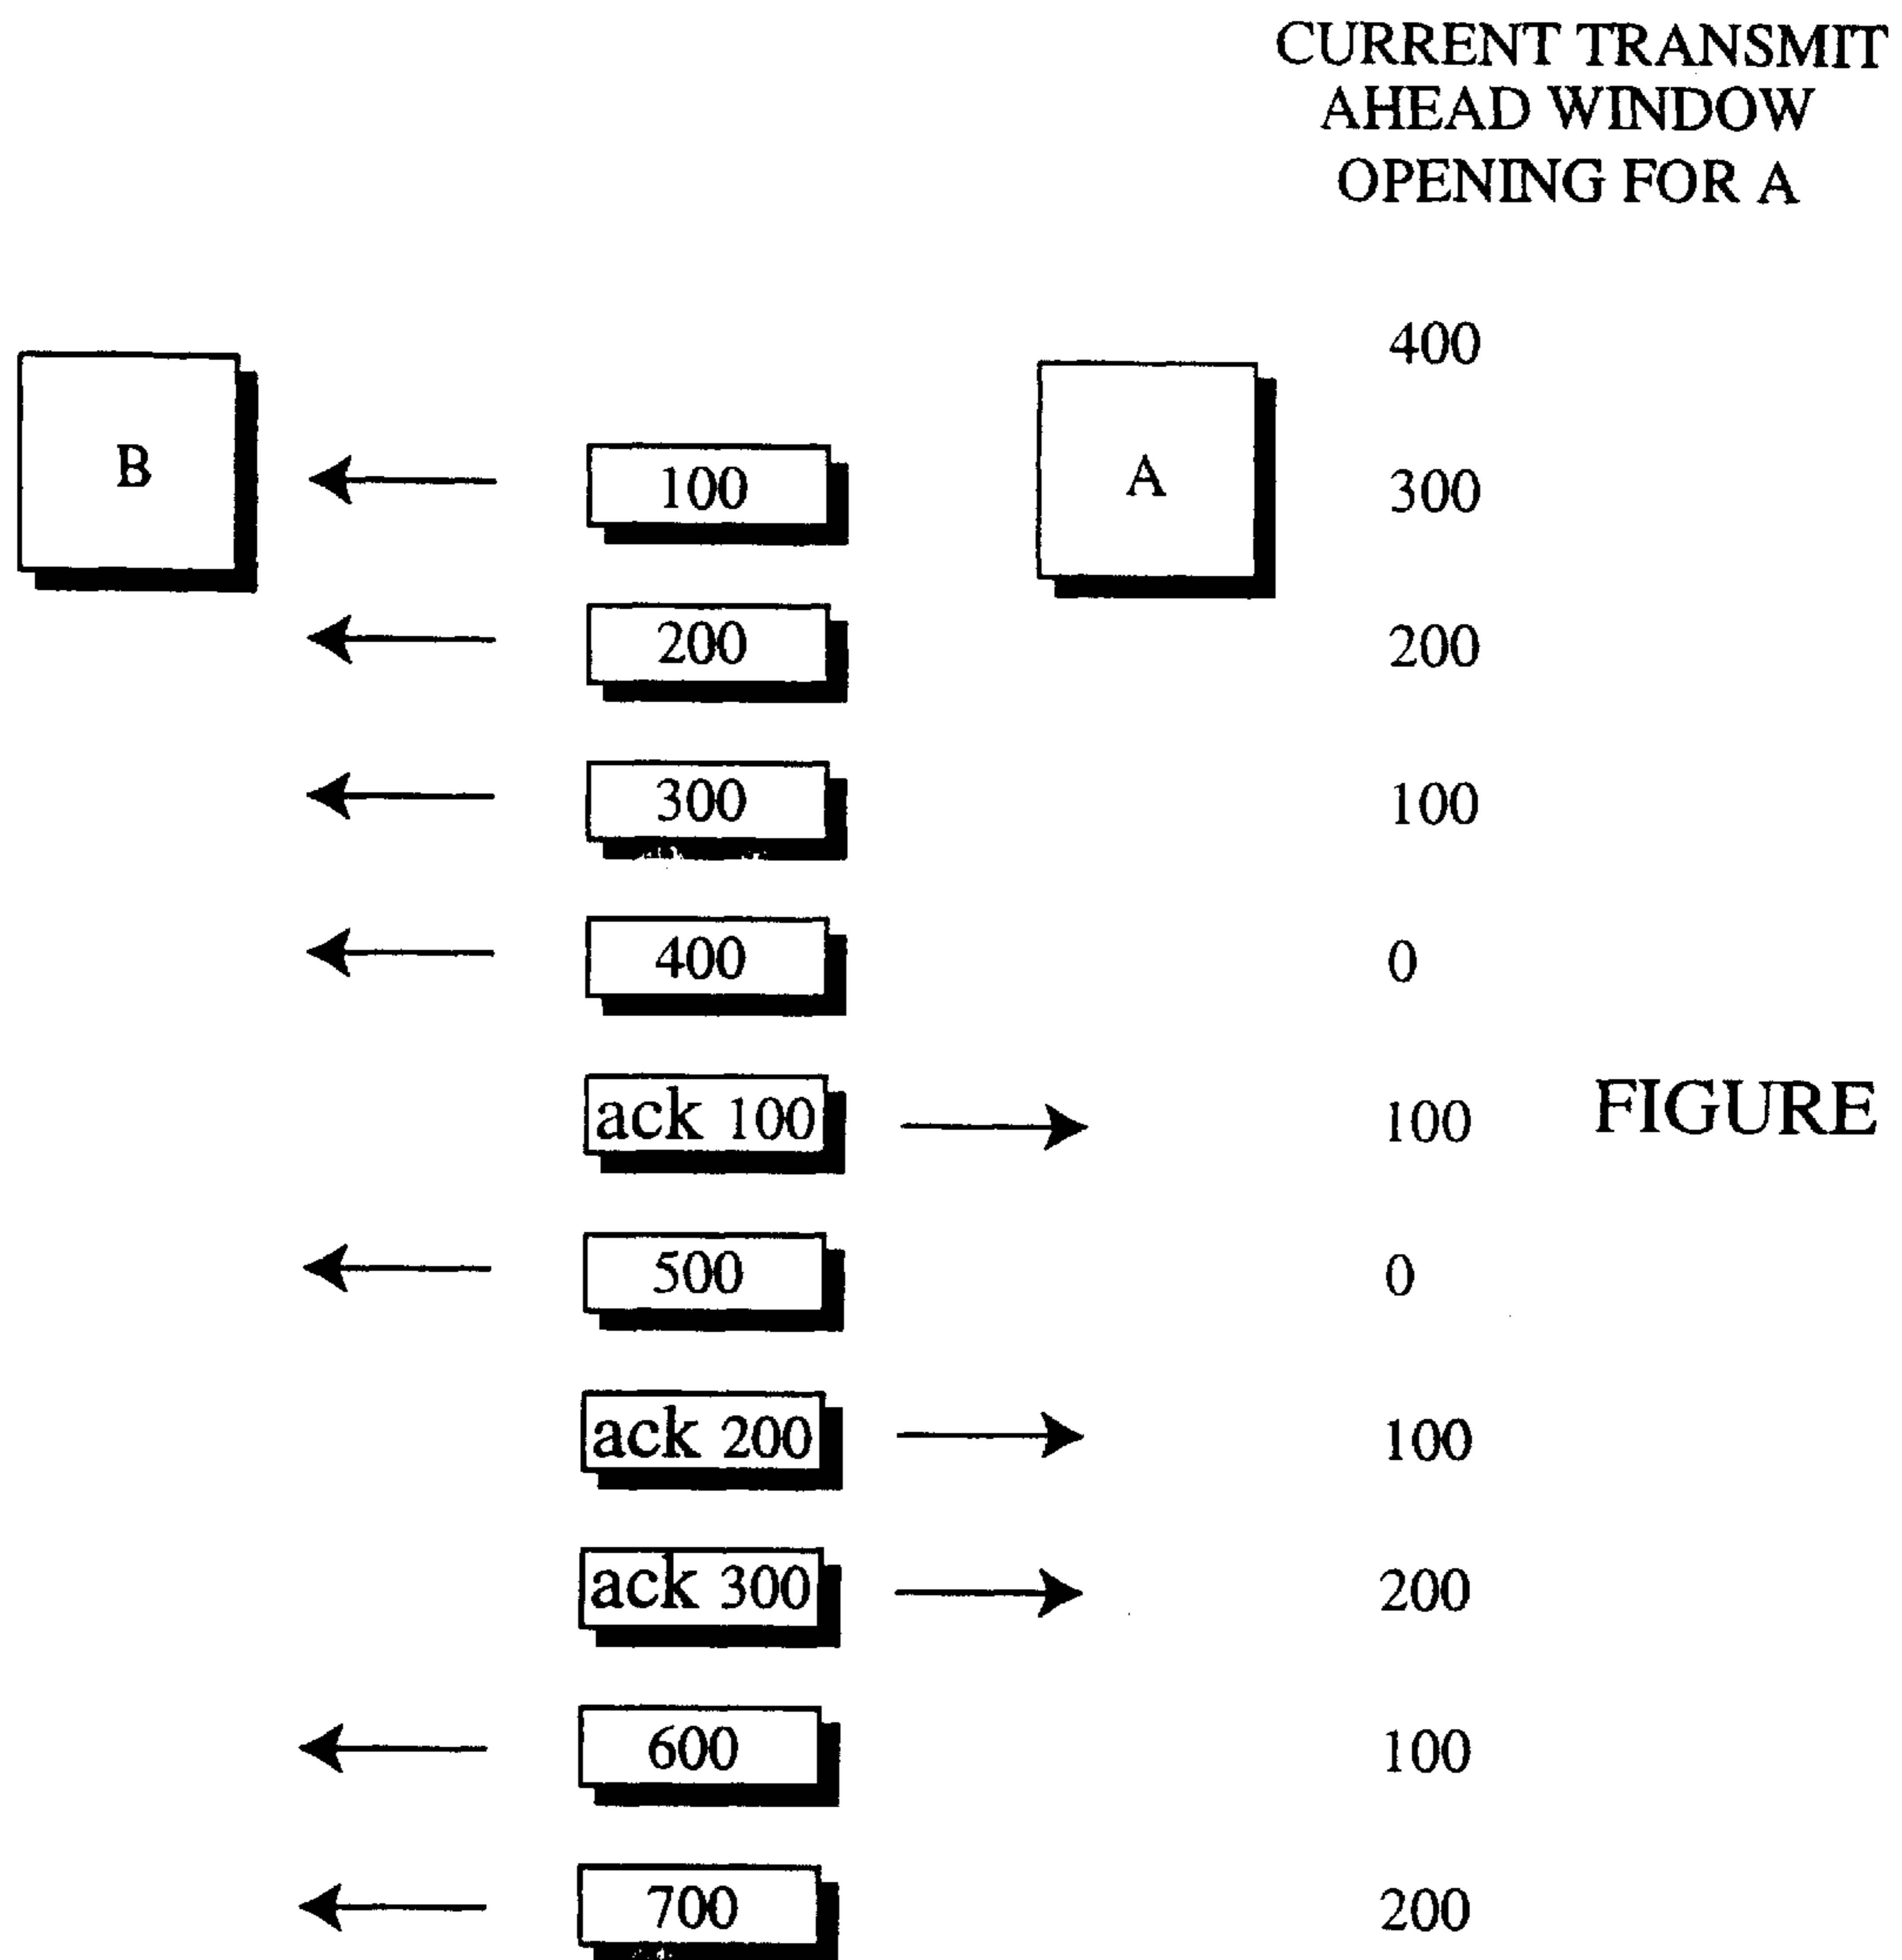 CURRENT TRANSMIT
AHEAD WINDOW
OPENING FOR A
400
B
100
A
300
200
200
300
100
400
0
ack 100
100
FIGURE
500
0
ack 200
100
ack 300
200
600
100
700
200